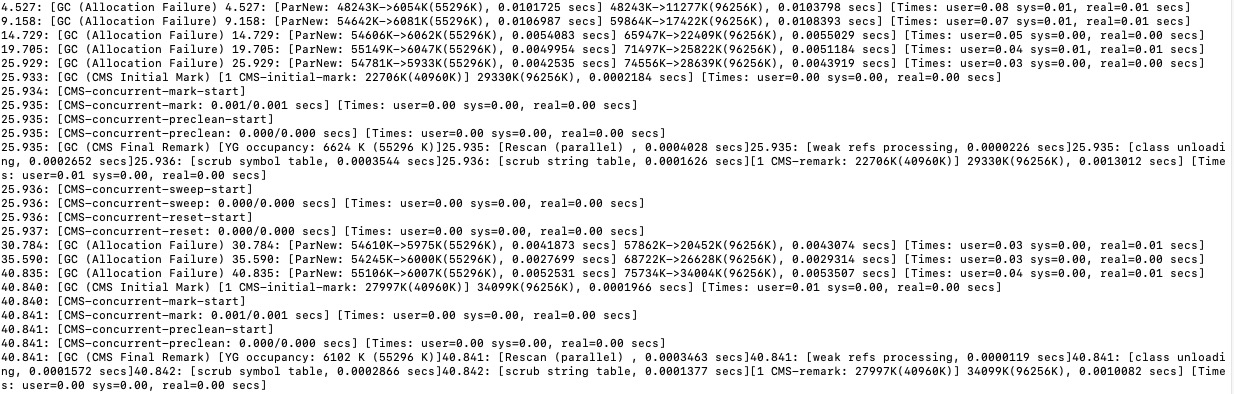 4.527: [GC (Allocation Failure) 4.527: [ParNew: 48243K->6054K(55296K), 0.0101725 secs] 48243K->11277K(96256K), 0.0103798 secs] [Times: user=0.08 sys=0.01, real=0.01 secs]
9.158: [GC (Allocation Failure) 9.158: [ParNew: 54642K->6081K(55296K), 0.0106987 secs] 59864K->17422K(96256K), 0.0108393 secs] [Times: user=0.07 sys=0.01, real=0.01 secs]
14.729: [GC (Allocation Failure) 14.729: [ParNew: 54606K->6062K(55296K), 0.0054083 secs] 65947K->22409K(96256K), 0.0055029 secs] [Times: user=0.05 sys=0.00, real=0.01 secs]
19.705: [GC (Allocation Failure) 19.705: [ParNew: 55149K->6047K(55296K), 0.0049954 secs] 71497K->25822K(96256K), 0.0051184 secs] [Times: user=0.04 sys=0.01, real=0.01 secs]
25.929: [GC (Allocation Failure) 25.929: [ParNew: 54781K->5933K(55296K), 0.0042535 secs] 74556K->28639K(96256K), 0.0043919 secs] [Times: user=0.03 sys=0.00, real=0.00 secs]
25.933: [GC (CMS Initial Mark) [1 CMS-initial-mark: 22706K(40960K)] 29330K(96256K), 0.0002184 secs] [Times: user=0.00 sys=0.00, real=0.00 secs]
25.934: [CMS-concurrent-mark-start]
25.935: [CMS-concurrent-mark: 0.001/0.001 secs] [Times: user=0.00 sys=0.00, real=0.00 secs]
25.935: [CMS-concurrent-preclean-start]
25.935: [CMS-concurrent-preclean: 0.000/0.000 secs] [Times: user=0.00 sys=0.00, real=0.00 secs]
25.935: [GC (CMS Final Remark) [YG occupancy: 6624 K (55296 K)]25.935: [Rescan (parallel) , 0.0004028 secs]25.935: [weak refs processing, 0.0000226 secs]25.935: [class unloadi
ng, 0.0002652 secs]25.936: [scrub symbol table, 0.0003544 secs]25.936: [scrub string table, 0.0001626 secs][1 CMS-remark: 22706K(40960K)] 29330K(96256K), 0.0013012 secs] [Time
s: user=0.01 sys=0.00, real=0.00 secs]
25.936: [CMS-concurrent-sweep-start]
25.936: [CMS-concurrent-sweep: 0.000/0.000 secs] [Times: user=0.00 sys=0.00, real=0.00 secs]
25.936: [CMS-concurrent-reset-start]
25.937: [CMS-concurrent-reset: 0.000/0.000 secs] [Times: user=0.00 sys=0.00, real=0.00 secs]
30.784: [GC (Allocation Failure) 30.784: [ParNew: 54610K->5975K(55296K), 0.0041873 secs] 57862K->20452K(96256K), 0.0043074 secs] [Times: user=0.03 sys=0.00, real=0.01 secs]
35.590: [GC (Allocation Failure) 35.590: [ParNew: 54245K->6000K(55296K), 0.0027699 secs] 68722K->26628K(96256K), 0.0029314 secs] [Times: user=0.03 sys=0.00, real=0.00 secs]
40.835: [GC (Allocation Failure) 40.835: [ParNew: 55106K->6007K(55296K), 0.0052531 secs] 75734K->34004K(96256K), 0.0053507 secs] [Times: user=0.04 sys=0.00, real=0.01 secs]
40.840: [GC (CMS Initial Mark) [1 CMS-initial-mark: 27997K(40960K)] 34099K(96256K), 0.0001966 secs] [Times: user=0.01 sys=0.00, real=0.00 secs]
40.840: [CMS-concurrent-mark-start]
40.841: [CMS-concurrent-mark: 0.001/0.001 secs] [Times: user=0.00 sys=0.00, real=0.00 secs]
40.841: [CMS-concurrent-preclean-start]
40.841: [CMS-concurrent-preclean: 0.000/0.000 secs] [Times: user=0.00 sys=0.00, real=0.00 secs]
40.841: [GC (CMS Final Remark) [YG occupancy: 6102 K (55296 K)]40.841: [Rescan (parallel) , 0.0003463 secs]40.841: [weak refs processing, 0.0000119 secs]40.841: [class unloadi
ng, 0.0001572 secs]40.842: [scrub symbol table, 0.0002866 secs]40.842: [scrub string table, 0.0001377 secs][1 CMS-remark: 27997K(40960K)] 34099K(96256K), 0.0010082 secs] [Time
s: user=0.00 sys=0.00, real=0.00 secs]